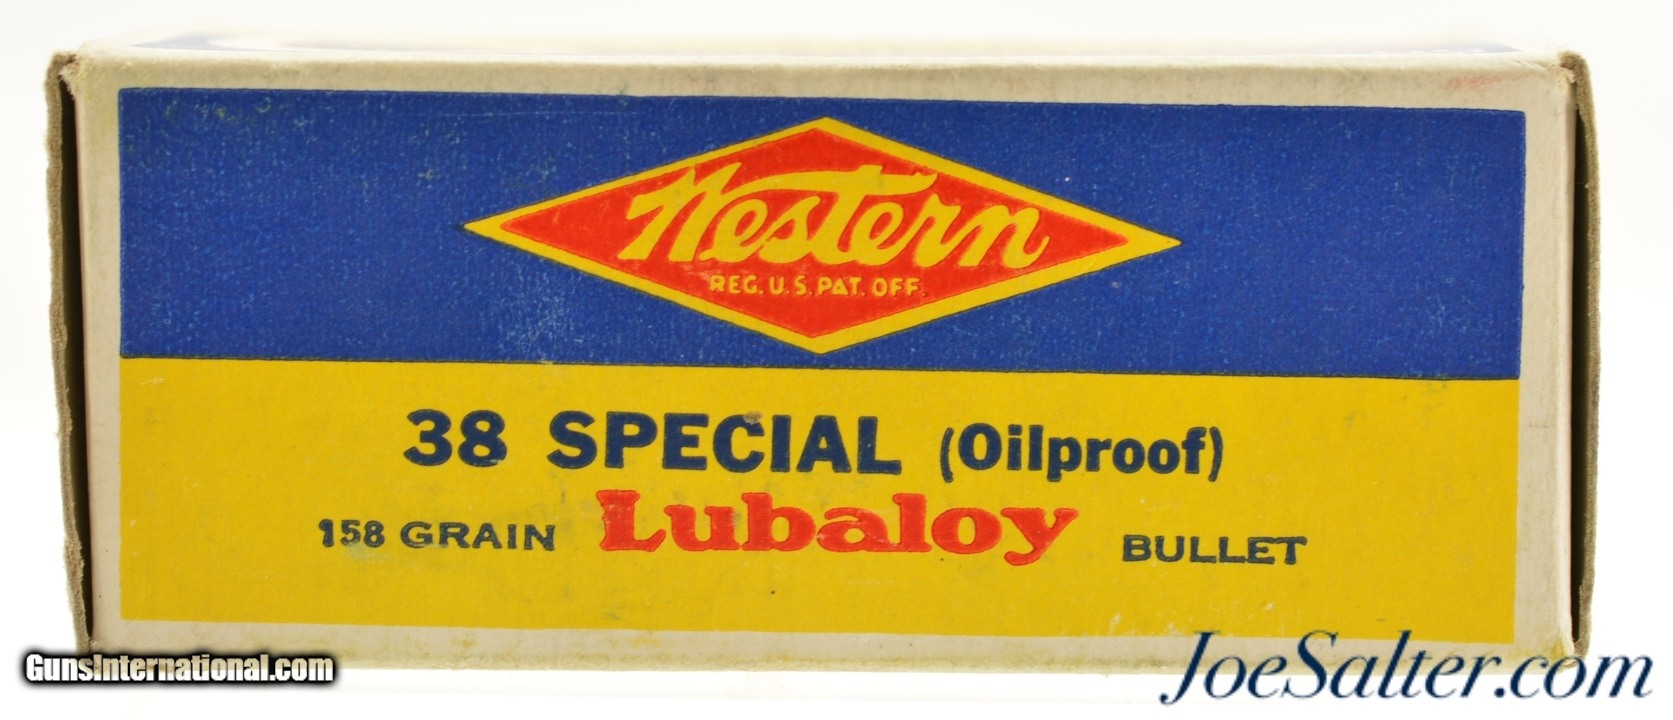 Western
REG. U.S. PAT. OFF.
38 SPECIAL (Oilproof)
158 GRAIN Lubaloy BULLET
GunsInternational.com
JoeSalter.com